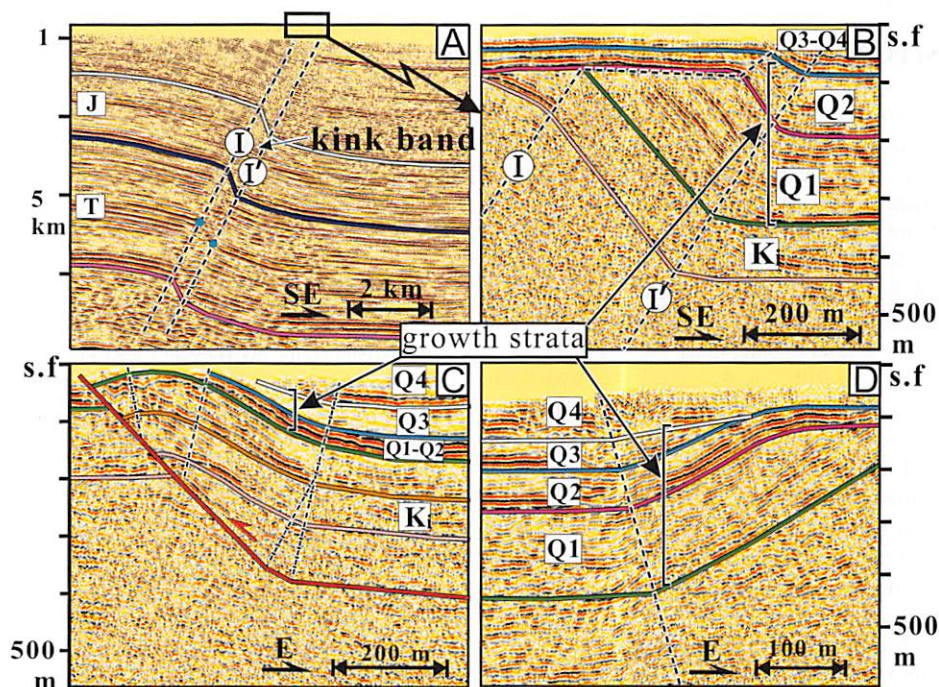 1
A
J
I
kink band
I'
5
km
T
SE
2 km
s.f
B
Q3-Q4
Q2
I
Q1
Ki
I'
SE
200 m
500
m
growth strata
s.f
C
Q4
Q3
Q1-Q2
Ki
E
200 m
500
m
s.f
D
Q4
Q3
Q2
Q1
E
100 m
500
m